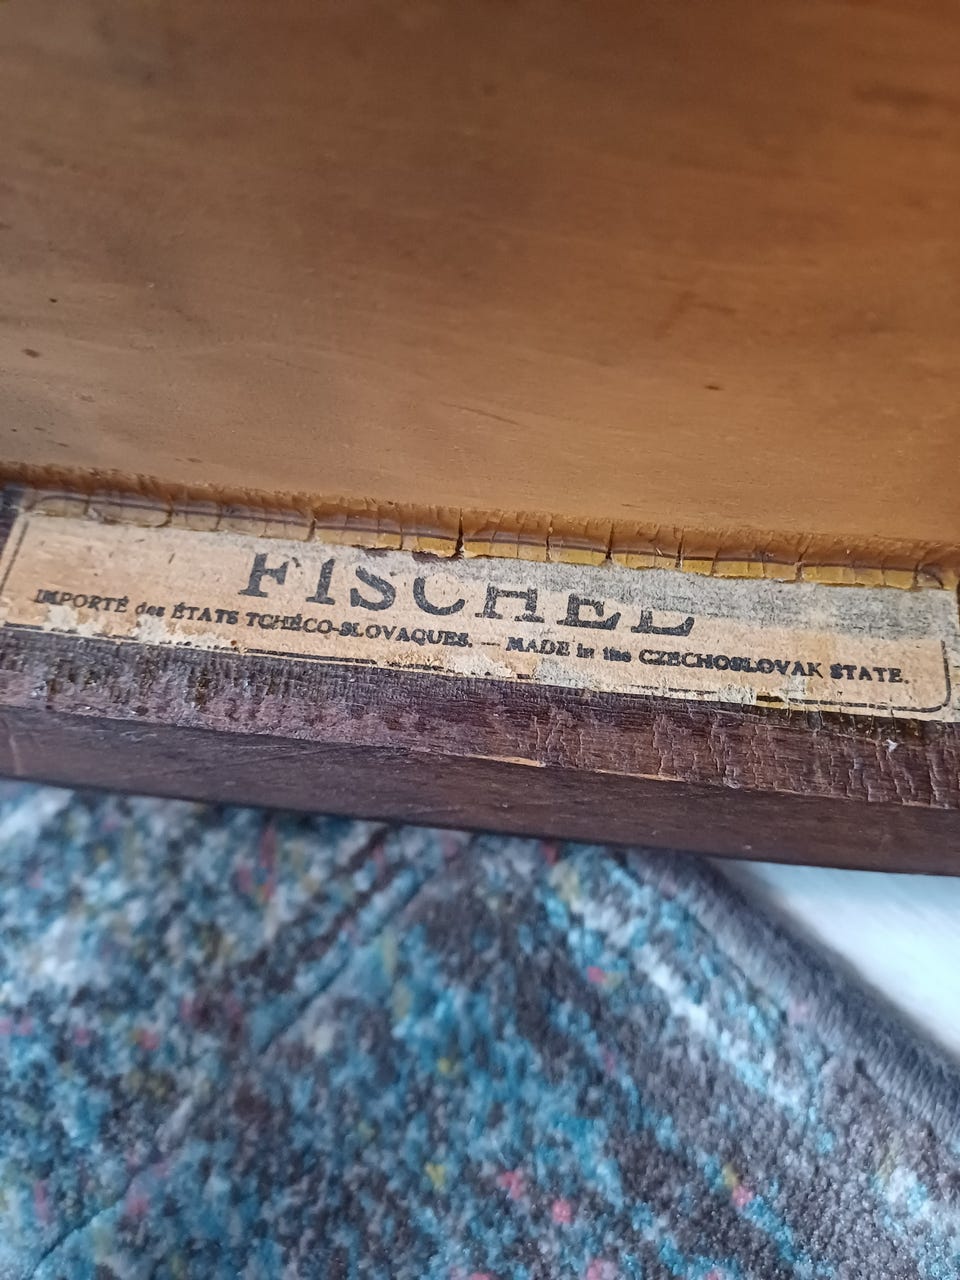 FISCHEL
IMPORTÉ des ÉTATS TCHÉCO-SLOVAQUES. — MADE in the CZECHOSLOVAK STATE.